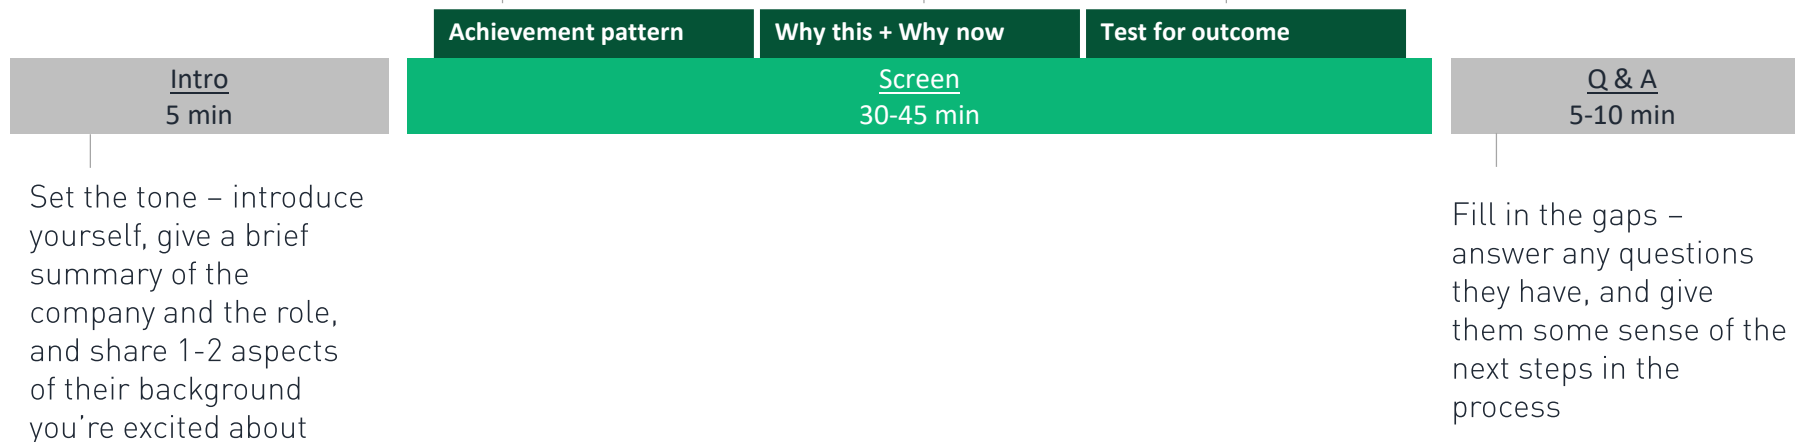 Achievement pattern
Why this + Why now
Test for outcome
Intro
5 min
Screen
30-45 min
Q & A
5-10 min
Set the tone – introduce
yourself, give a brief
summary of the
company and the role,
and share 1-2 aspects
of their background
you're excited about
Fill in the gaps –
answer any questions
they have, and give
them some sense of the
next steps in the
process